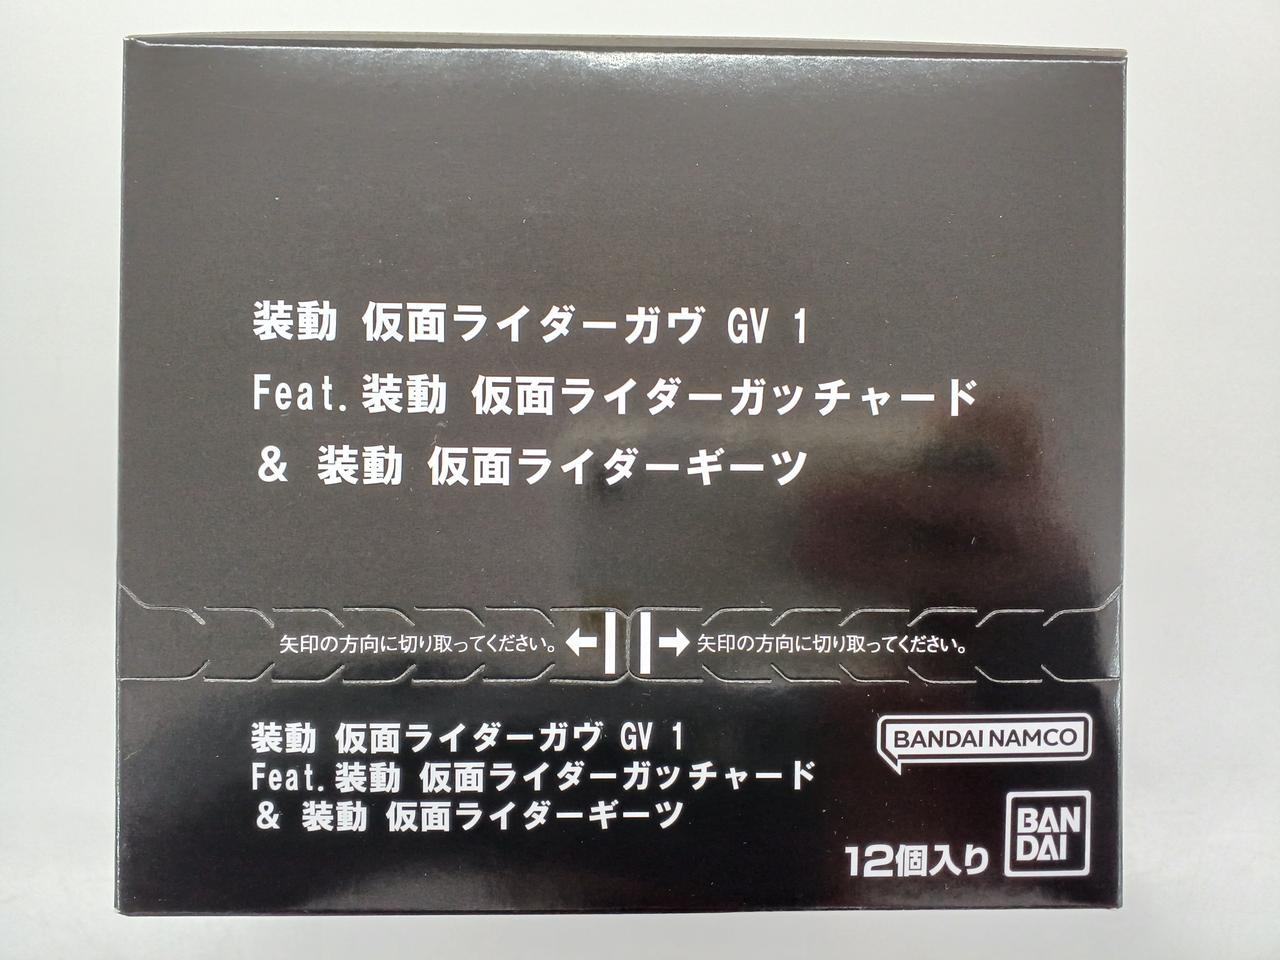 装動 仮面ライダーガヴ GV 1
Feat.装動 仮面ライダーガッチャード
& 装動 仮面ライダーギーツ
矢印の方向に切り取ってください。
矢印の方向に切り取ってください。
装動 仮面ライダーガヴ GV 1
Feat.装動 仮面ライダーガッチャード
& 装動 仮面ライダーギーツ
BANDAI NAMCO
BAN
DAI
12個入り